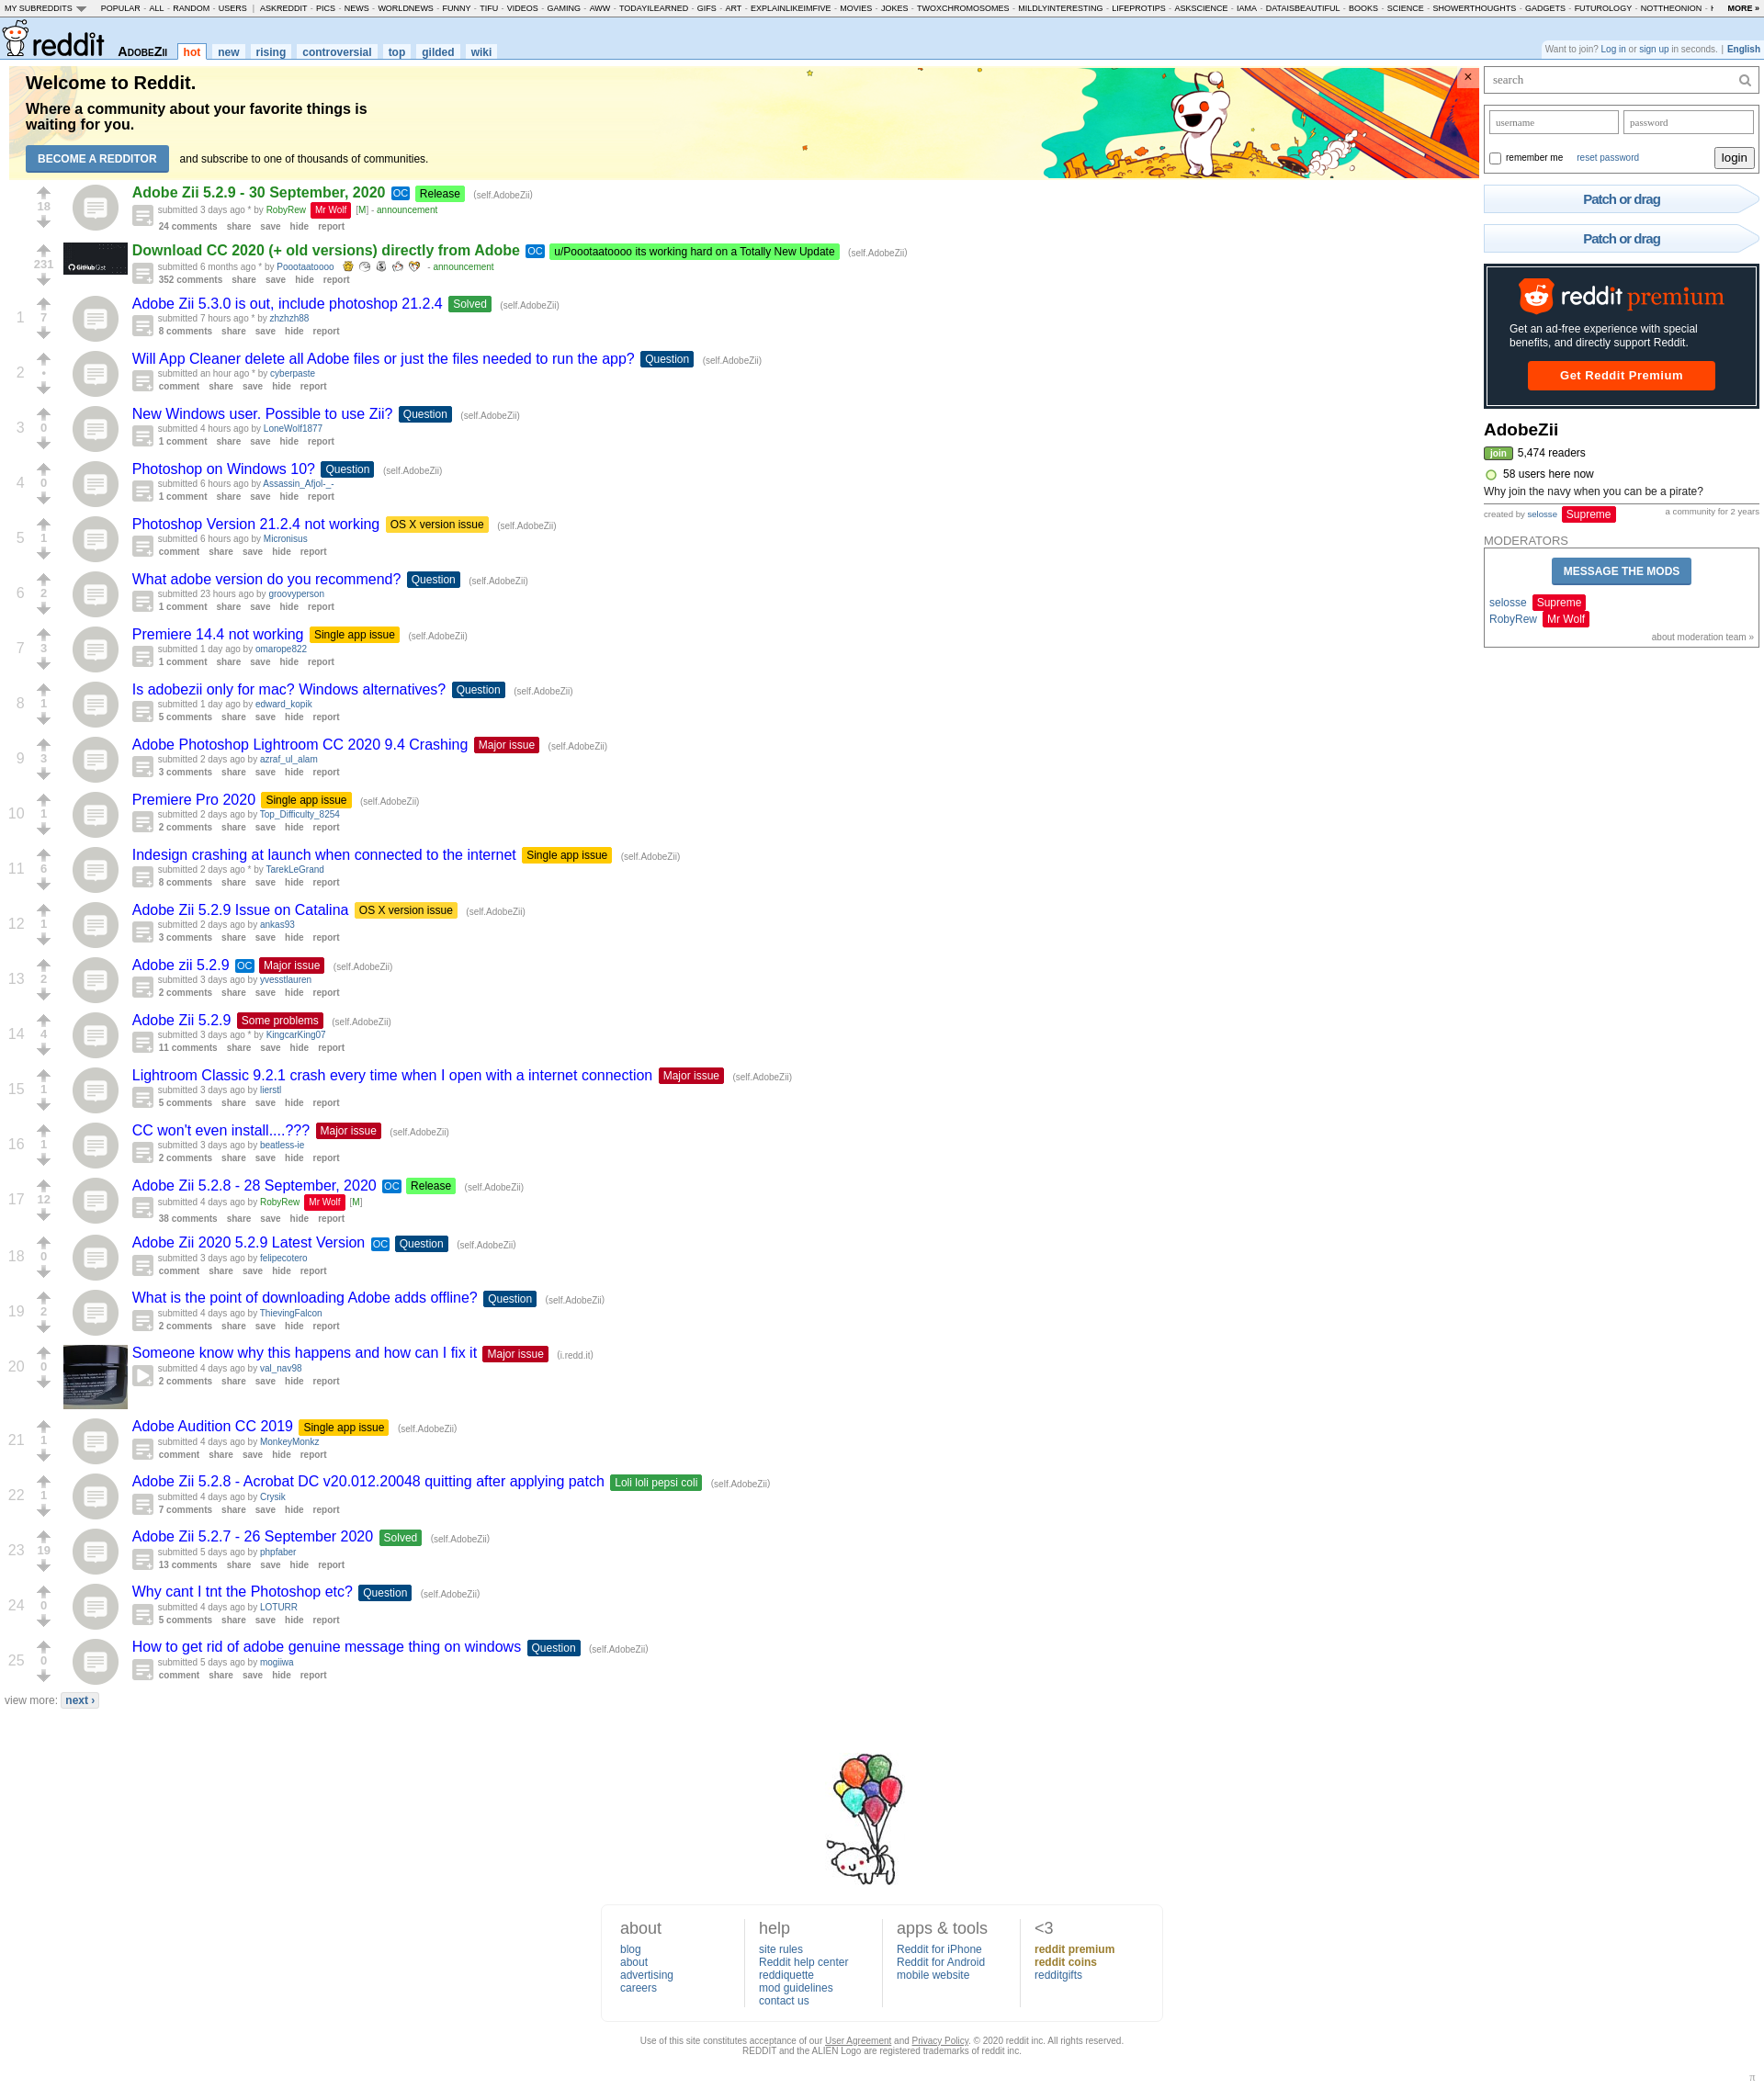 MY SUBREDDITS POPULAR - ALL - RANDOM - USERS | ASKREDDIT - PICS - NEWS - WORLDNEWS - FUNNY - TIFU - VIDEOS - GAMING - AWW - TODAYILEARNED - GIFS - ART - EXPLAINLIKEIMFIVE - MOVIES - JOKES - TWOXCHROMOSOMES - MILDLYINTERESTING - LIFEPROTIPS - ASKSCIENCE - IAMA - DATAISBEAUTIFUL - BOOKS - SCIENCE - SHOWERTHOUGHTS - GADGETS - FUTUROLOGY - NOTTHEONION - MORE »
reddit AdobeZii hot new rising controversial top gilded wiki
Want to join? Log in or sign up in seconds. | English
Welcome to Reddit.
Where a community about your favorite things is
waiting for you.
BECOME A REDDITOR and subscribe to one of thousands of communities.
×
18
Adobe Zii 5.2.9 - 30 September, 2020 OC Release (self.AdobeZii)
submitted 3 days ago * by RobyRew Mr Wolf [M] - announcement
24 comments share save hide report
231
GitHub Gist
Download CC 2020 (+ old versions) directly from Adobe OC u/Poootaatoooo its working hard on a Totally New Update (self.AdobeZii)
submitted 6 months ago * by Poootaatoooo - announcement
352 comments share save hide report
1 7
Adobe Zii 5.3.0 is out, include photoshop 21.2.4 Solved (self.AdobeZii)
submitted 7 hours ago * by zhzhzh88
8 comments share save hide report
2 •
Will App Cleaner delete all Adobe files or just the files needed to run the app? Question (self.AdobeZii)
submitted an hour ago * by cyberpaste
comment share save hide report
3 0
New Windows user. Possible to use Zii? Question (self.AdobeZii)
submitted 4 hours ago by LoneWolf1877
1 comment share save hide report
4 0
Photoshop on Windows 10? Question (self.AdobeZii)
submitted 6 hours ago by Assassin_Afjol-_-
1 comment share save hide report
5 1
Photoshop Version 21.2.4 not working OS X version issue (self.AdobeZii)
submitted 6 hours ago by Micronisus
comment share save hide report
6 2
What adobe version do you recommend? Question (self.AdobeZii)
submitted 23 hours ago by groovyperson
1 comment share save hide report
7 3
Premiere 14.4 not working Single app issue (self.AdobeZii)
submitted 1 day ago by omarope822
1 comment share save hide report
8 1
Is adobezii only for mac? Windows alternatives? Question (self.AdobeZii)
submitted 1 day ago by edward_kopik
5 comments share save hide report
9 3
Adobe Photoshop Lightroom CC 2020 9.4 Crashing Major issue (self.AdobeZii)
submitted 2 days ago by azraf_ul_alam
3 comments share save hide report
10 1
Premiere Pro 2020 Single app issue (self.AdobeZii)
submitted 2 days ago by Top_Difficulty_8254
2 comments share save hide report
11 6
Indesign crashing at launch when connected to the internet Single app issue (self.AdobeZii)
submitted 2 days ago * by TarekLeGrand
8 comments share save hide report
12 1
Adobe Zii 5.2.9 Issue on Catalina OS X version issue (self.AdobeZii)
submitted 2 days ago by ankas93
3 comments share save hide report
13 2
Adobe zii 5.2.9 OC Major issue (self.AdobeZii)
submitted 3 days ago by yvesstlauren
2 comments share save hide report
14 4
Adobe Zii 5.2.9 Some problems (self.AdobeZii)
submitted 3 days ago * by KingcarKing07
11 comments share save hide report
15 1
Lightroom Classic 9.2.1 crash every time when I open with a internet connection Major issue (self.AdobeZii)
submitted 3 days ago by lierstl
5 comments share save hide report
16 1
CC won't even install....??? Major issue (self.AdobeZii)
submitted 3 days ago by beatless-ie
2 comments share save hide report
17 12
Adobe Zii 5.2.8 - 28 September, 2020 OC Release (self.AdobeZii)
submitted 4 days ago by RobyRew Mr Wolf [M]
38 comments share save hide report
18 0
Adobe Zii 2020 5.2.9 Latest Version OC Question (self.AdobeZii)
submitted 3 days ago by felipecotero
comment share save hide report
19 2
What is the point of downloading Adobe adds offline? Question (self.AdobeZii)
submitted 4 days ago by ThievingFalcon
2 comments share save hide report
20 0
Someone know why this happens and how can I fix it Major issue (i.redd.it)
submitted 4 days ago by val_nav98
2 comments share save hide report
21 1
Adobe Audition CC 2019 Single app issue (self.AdobeZii)
submitted 4 days ago by MonkeyMonkz
comment share save hide report
22 1
Adobe Zii 5.2.8 - Acrobat DC v20.012.20048 quitting after applying patch Loli loli pepsi coli (self.AdobeZii)
submitted 4 days ago by Crysik
7 comments share save hide report
23 19
Adobe Zii 5.2.7 - 26 September 2020 Solved (self.AdobeZii)
submitted 5 days ago by phpfaber
13 comments share save hide report
24 0
Why cant I tnt the Photoshop etc? Question (self.AdobeZii)
submitted 4 days ago by LOTURR
5 comments share save hide report
25 0
How to get rid of adobe genuine message thing on windows Question (self.AdobeZii)
submitted 5 days ago by mogiiwa
comment share save hide report
view more: next ›
search
username password
remember me reset password login
Patch or drag
Patch or drag
reddit premium
Get an ad-free experience with special
benefits, and directly support Reddit.
Get Reddit Premium
AdobeZii
join 5,474 readers
58 users here now
Why join the navy when you can be a pirate?
created by selosse Supreme a community for 2 years
MODERATORS
MESSAGE THE MODS
selosse Supreme
RobyRew Mr Wolf
about moderation team »
about
blog
about
advertising
careers
help
site rules
Reddit help center
reddiquette
mod guidelines
contact us
apps & tools
Reddit for iPhone
Reddit for Android
mobile website
<3
reddit premium
reddit coins
redditgifts
Use of this site constitutes acceptance of our User Agreement and Privacy Policy. © 2020 reddit inc. All rights reserved.
REDDIT and the ALIEN Logo are registered trademarks of reddit inc.
π